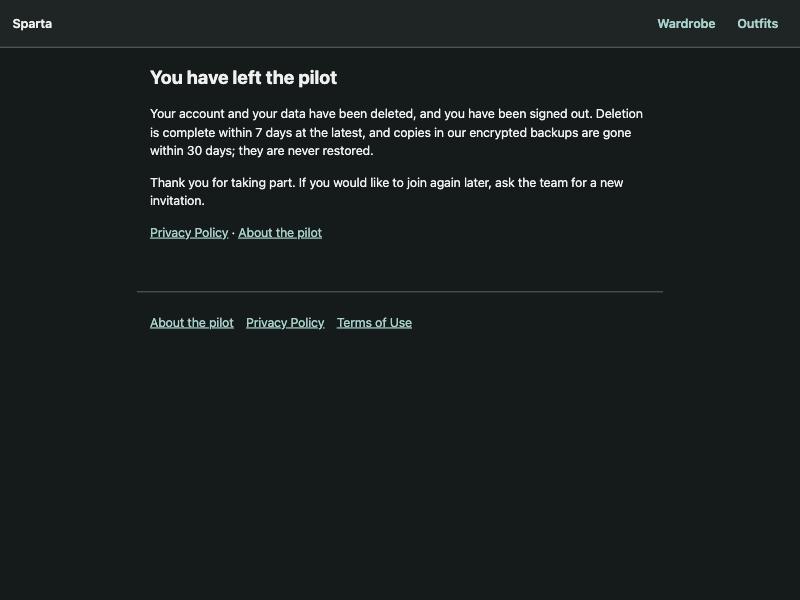 Sparta
Wardrobe Outfits
You have left the pilot
Your account and your data have been deleted, and you have been signed out. Deletion
is complete within 7 days at the latest, and copies in our encrypted backups are gone
within 30 days; they are never restored.
Thank you for taking part. If you would like to join again later, ask the team for a new
invitation.
Privacy Policy · About the pilot
About the pilot Privacy Policy Terms of Use